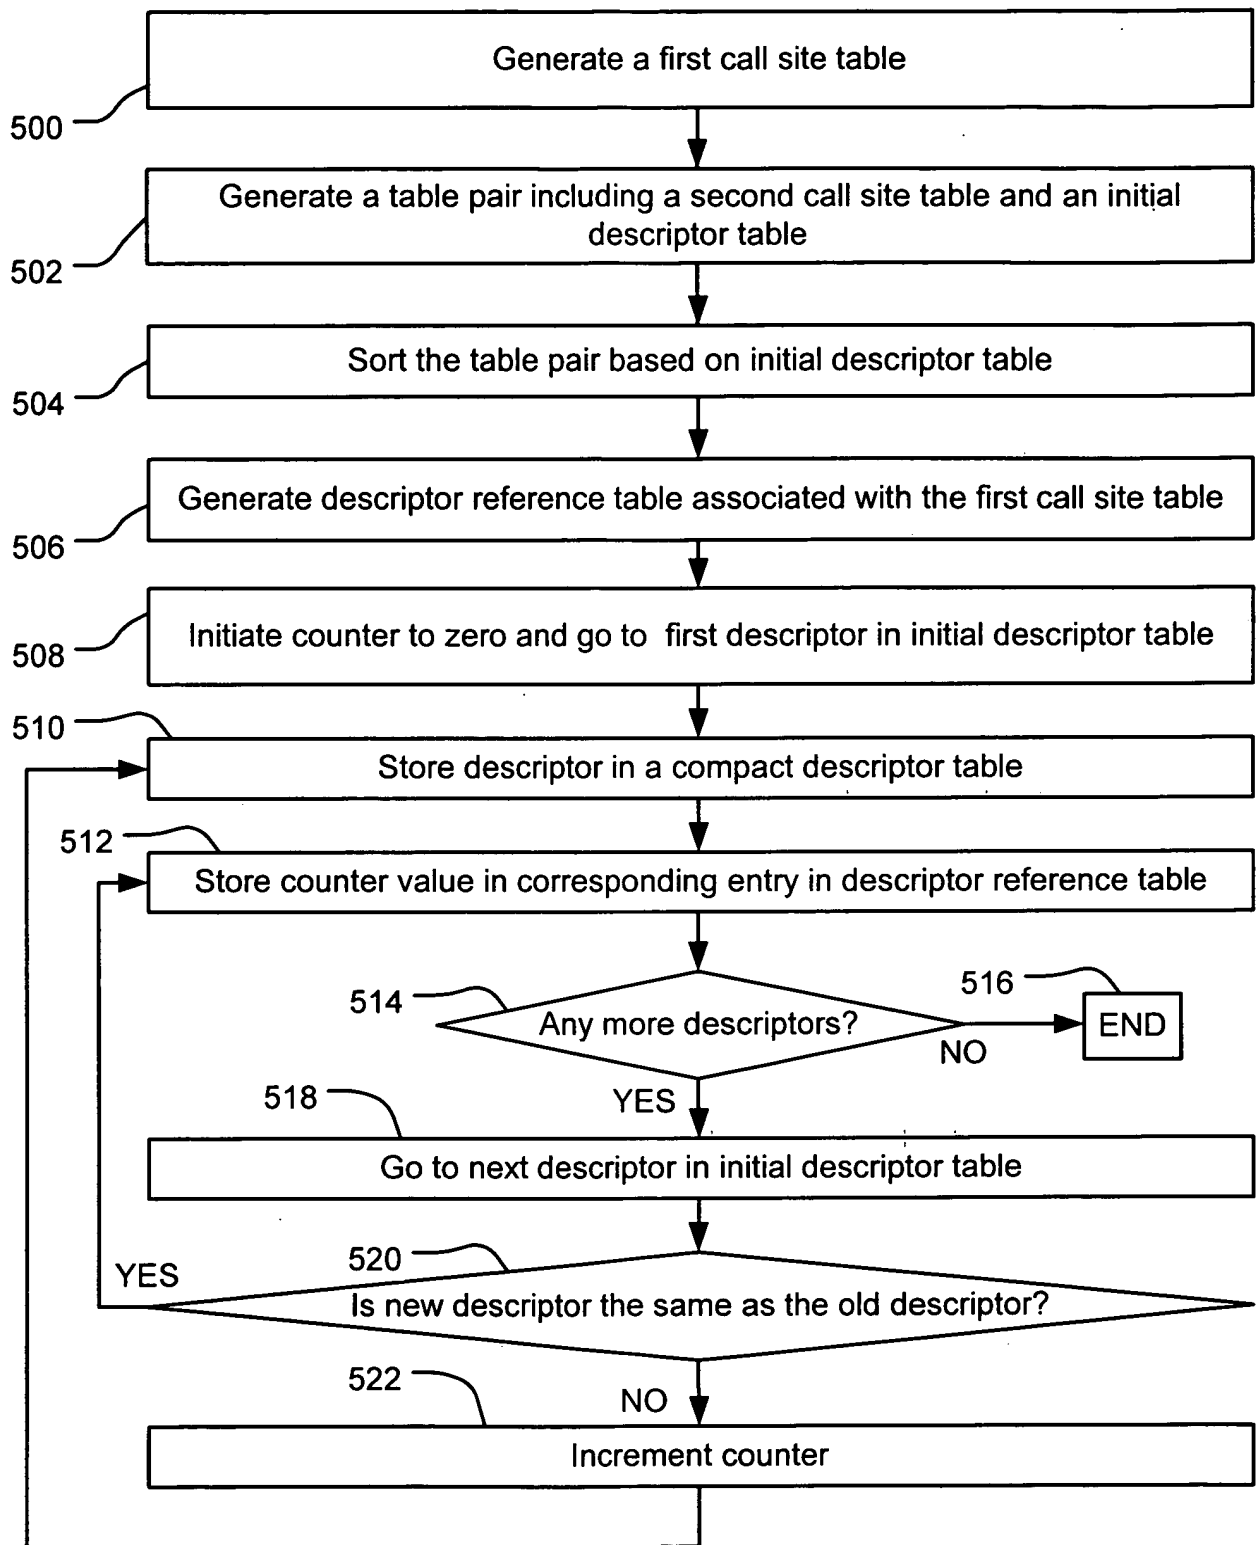 Generate a first call site table
500
Generate a table pair including a second call site table and an initial
descriptor table
502
Sort the table pair based on initial descriptor table
504
Generate descriptor reference table associated with the first call site table
506
Initiate counter to zero and go to first descriptor in initial descriptor table
508
510
Store descriptor in a compact descriptor table
512
Store counter value in corresponding entry in descriptor reference table
514
Any more descriptors?
516
END
NO
YES
518
Go to next descriptor in initial descriptor table
520
YES
Is new descriptor the same as the old descriptor?
522
NO
Increment counter